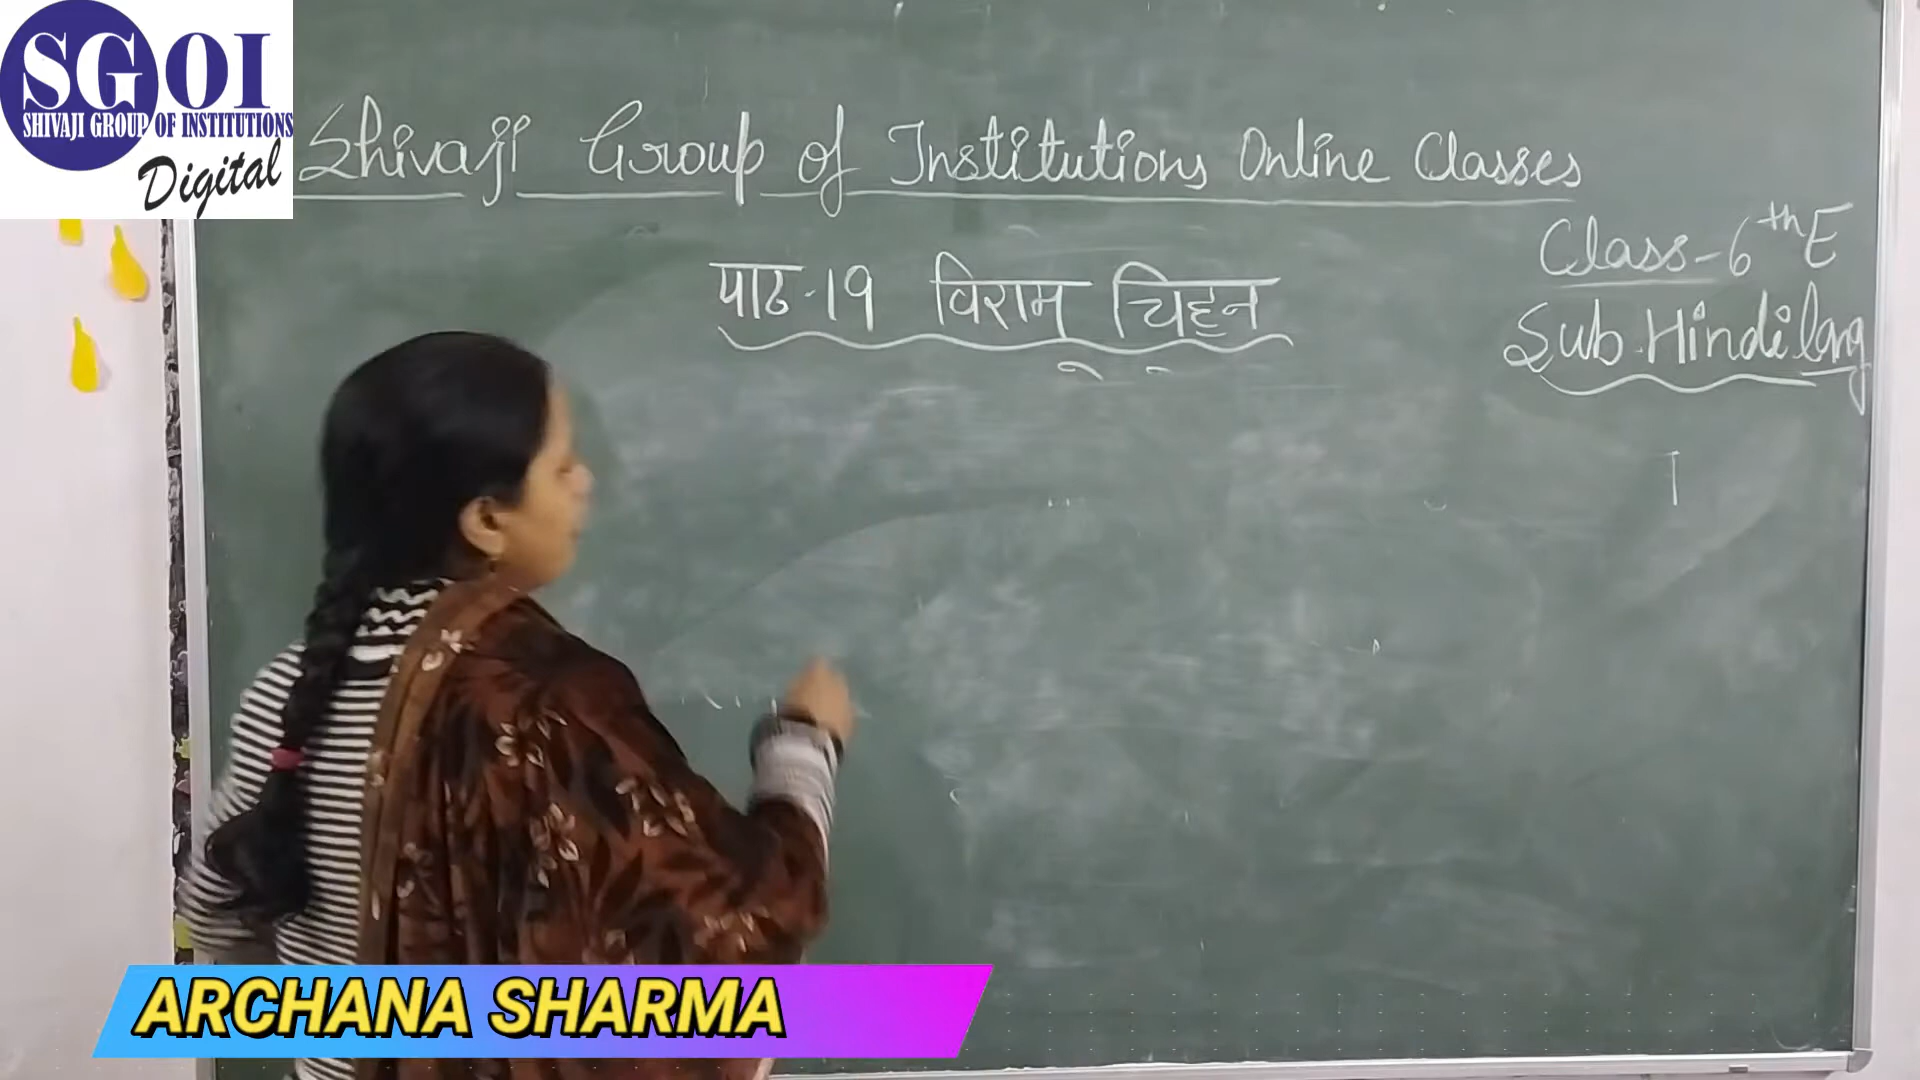 SGOI
SHIVAJI GROUP OF INSTITUTIONS
Digital
Shivaji Group of Institutions Online Classes
Class-6th E
पाठ-19 विराम चिह्न
Sub. Hindi lang
ARCHANA SHARMA